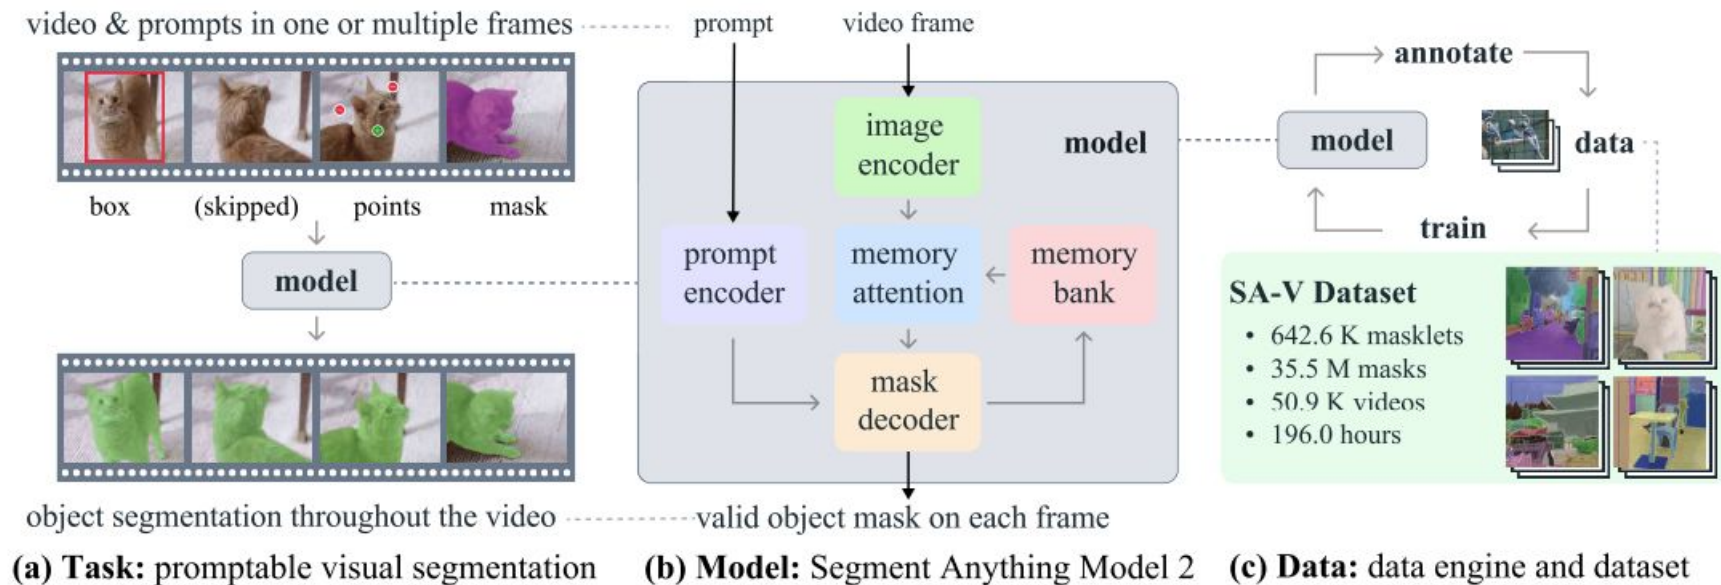 video & prompts in one or multiple frames
box
(skipped)
points
mask
model
object segmentation throughout the video
(a) Task: promptable visual segmentation
prompt
video frame
image
encoder
model
prompt
encoder
memory
attention
memory
bank
mask
decoder
valid object mask on each frame
(b) Model: Segment Anything Model 2
annotate
model
data
train
SA-V Dataset
• 642.6 K masklets
• 35.5 M masks
• 50.9 K videos
• 196.0 hours
(c) Data: data engine and dataset